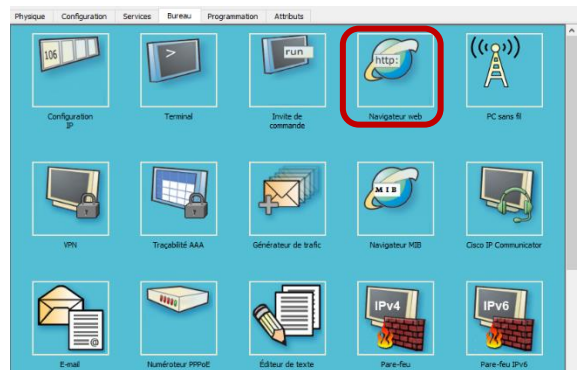 Physique Configuration Services Bureau Programmation Attributs
106
>
run
http:
Configuration
IP
Terminal
Invite de
commande
Navigateur web
PC sans fil
MIB
VPN
Traçabilité AAA
Générateur de trafic
Navigateur MIB
Cisco IP Communicator
IPv4
IPv6
E-mail
Numéroteur PPPoE
Éditeur de texte
Pare-feu
Pare-feu IPv6